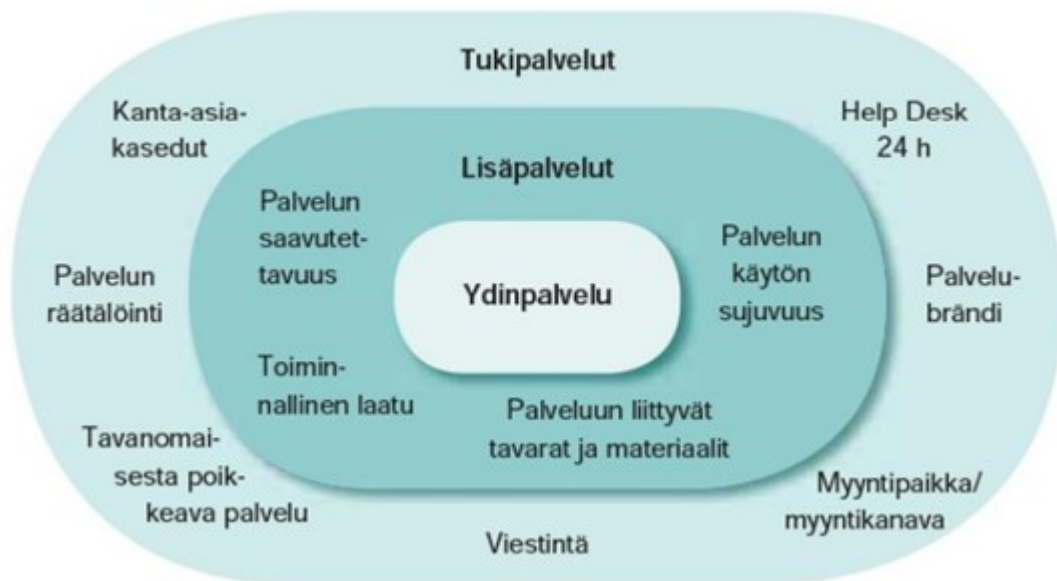 Tukipalvelut
Kanta-asia-
kasedut
Help Desk
24 h
Lisäpalvelut
Palvelun
saavutet-
tavuus
Palvelun
käytön
sujuvuus
Ydinpalvelu
Palvelun
räätälöinti
Palvelu-
brändi
Toimin-
nallinen laatu
Palveluun liittyvät
tavarat ja materiaalit
Tavanomai-
sesta poik-
keava palvelu
Myyntipaikka/
myyntikanava
Viestintä